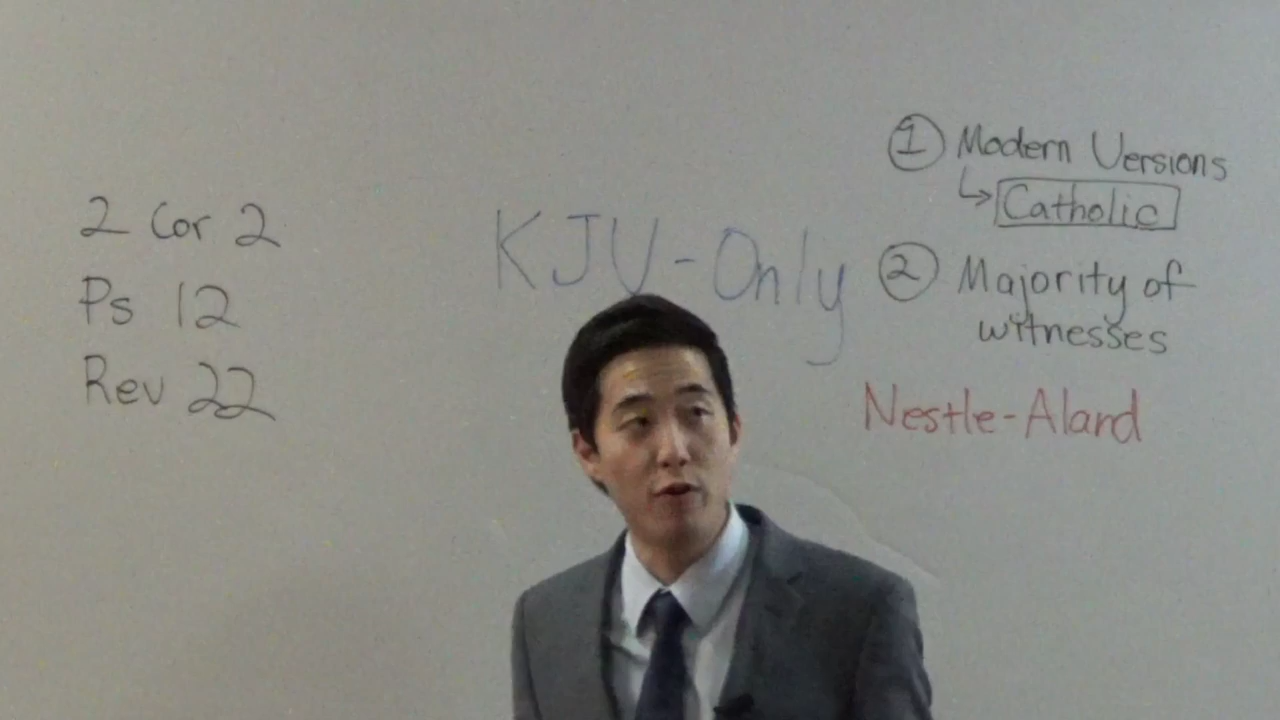 2 Cor 2
Ps 12
Rev 22
KJV-Only
① Modern Versions
↳ Catholic
② Majority of
witnesses
Nestle-Aland